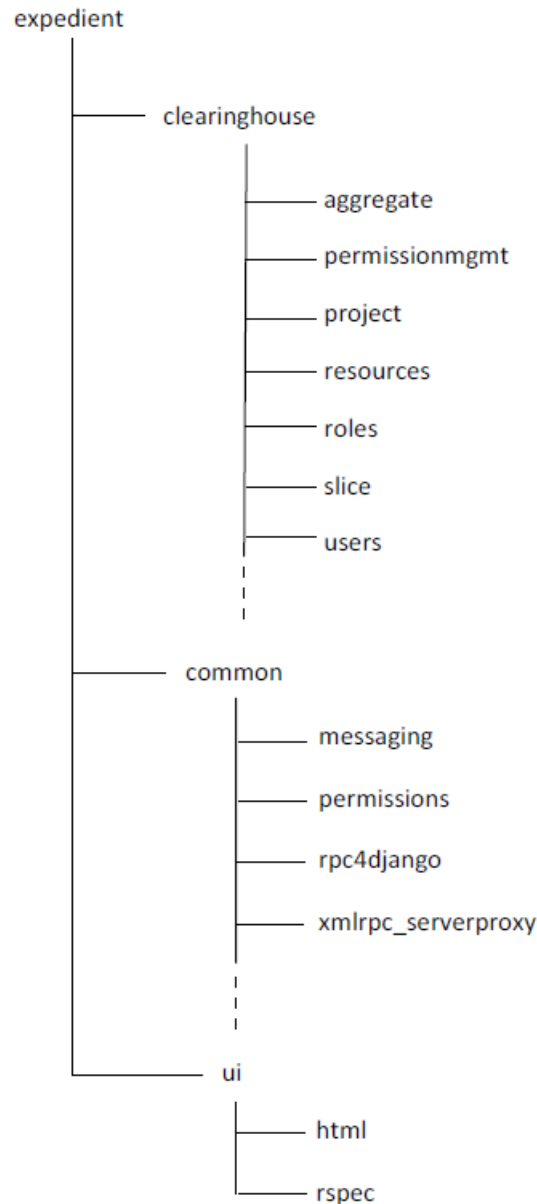 expedient
clearinghouse
aggregate
permissionmgmt
project
resources
roles
slice
users
common
messaging
permissions
rpc4django
xmlrpc_serverproxy
ui
html
rspec